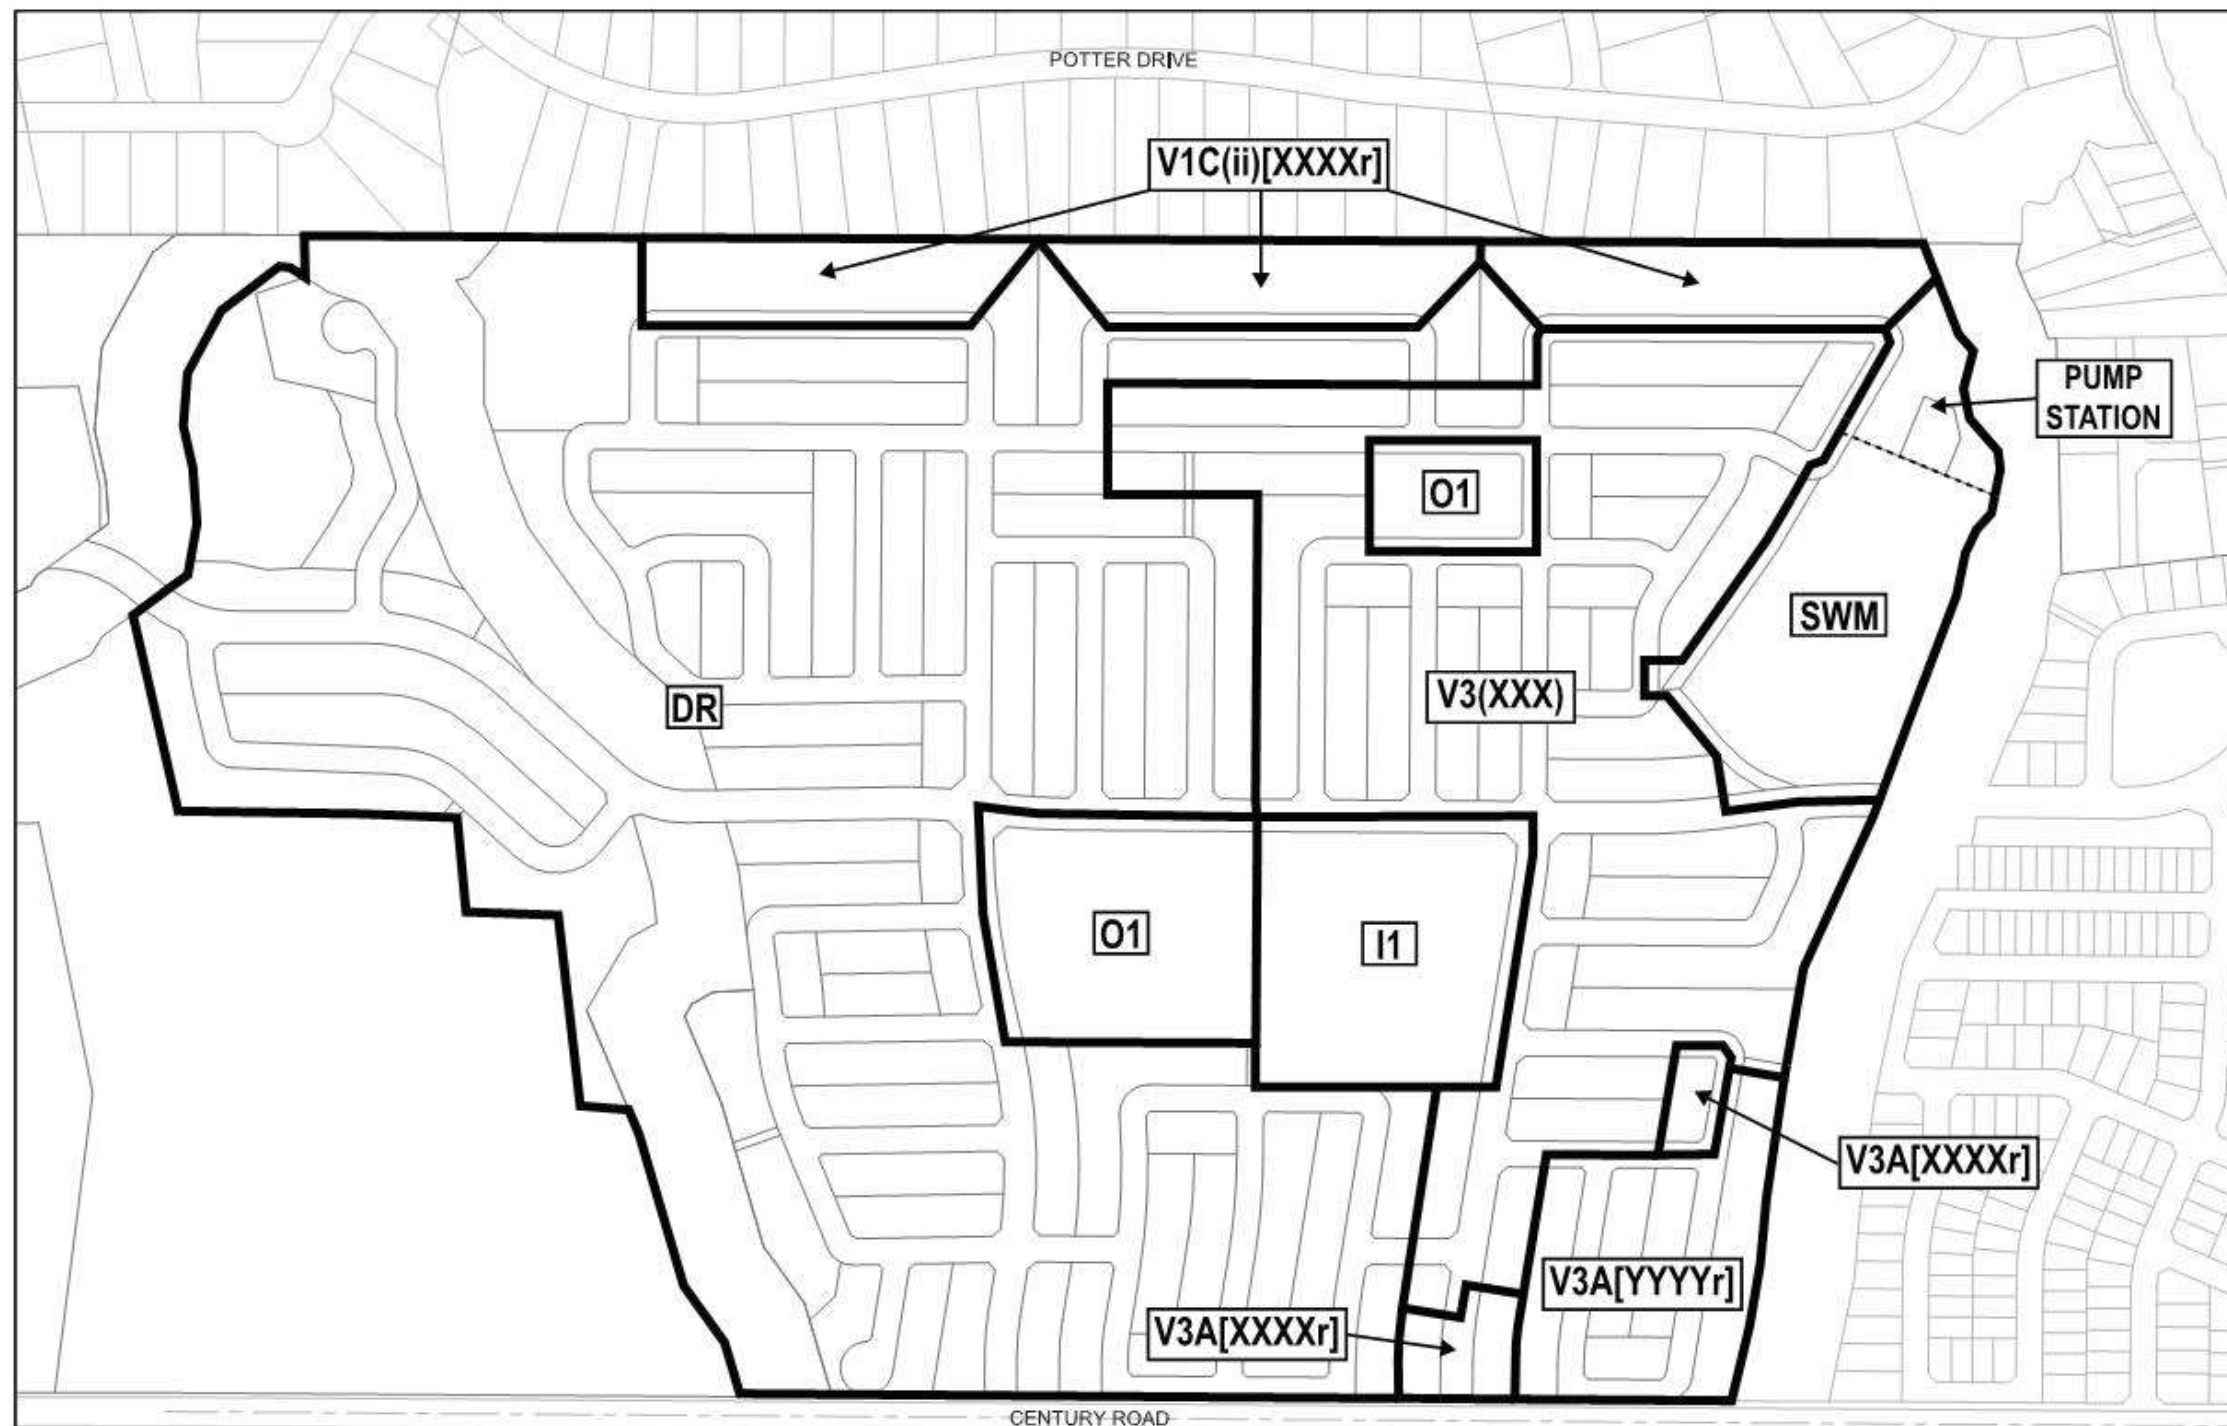 POTTER DRIVE
V1C(ii)[XXXXr]
PUMP
STATION
O1
SWM
V3(XXX)
DR
O1
I1
V3A[XXXXr]
V3A[YYYYr]
V3A[XXXXr]
CENTURY ROAD